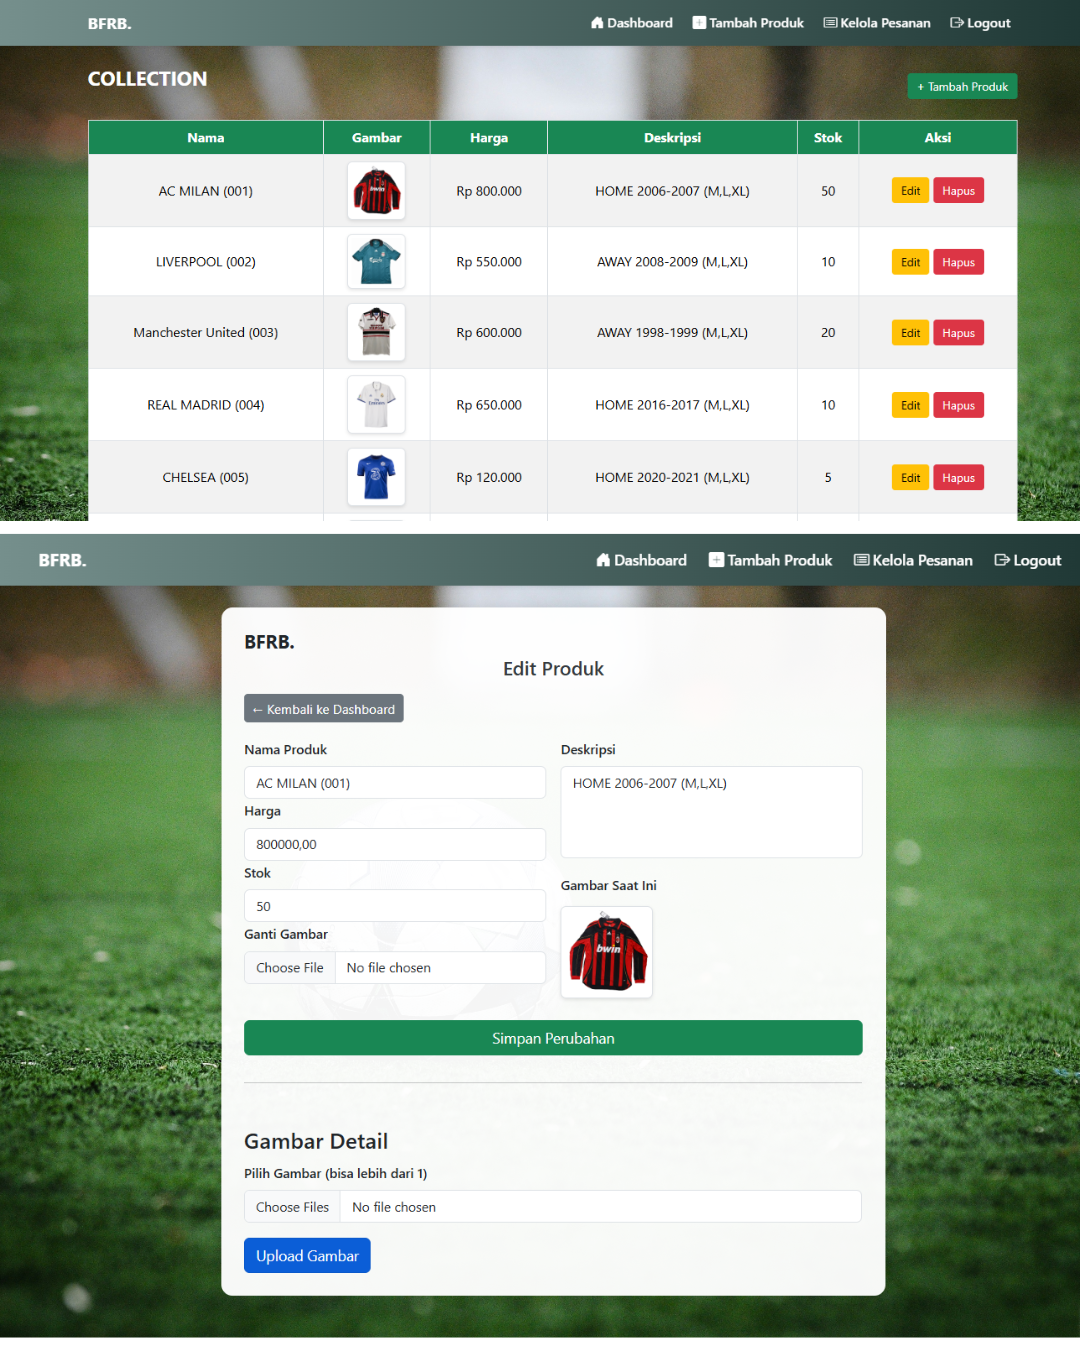 BFRB.
Dashboard Tambah Produk Kelola Pesanan Logout
COLLECTION
+ Tambah Produk
Nama Gambar Harga Deskripsi Stok Aksi
AC MILAN (001) bwin Rp 800.000 HOME 2006-2007 (M,L,XL) 50 Edit Hapus
LIVERPOOL (002) Rp 550.000 AWAY 2008-2009 (M,L,XL) 10 Edit Hapus
Manchester United (003) Rp 600.000 AWAY 1998-1999 (M,L,XL) 20 Edit Hapus
REAL MADRID (004) Rp 650.000 HOME 2016-2017 (M,L,XL) 10 Edit Hapus
CHELSEA (005) Rp 120.000 HOME 2020-2021 (M,L,XL) 5 Edit Hapus
BFRB.
Dashboard Tambah Produk Kelola Pesanan Logout
BFRB.
Edit Produk
← Kembali ke Dashboard
Nama Produk
AC MILAN (001)
Harga
800000,00
Stok
50
Ganti Gambar
Choose File No file chosen
Deskripsi
HOME 2006-2007 (M,L,XL)
Gambar Saat Ini
bwin
Simpan Perubahan
Gambar Detail
Pilih Gambar (bisa lebih dari 1)
Choose Files No file chosen
Upload Gambar